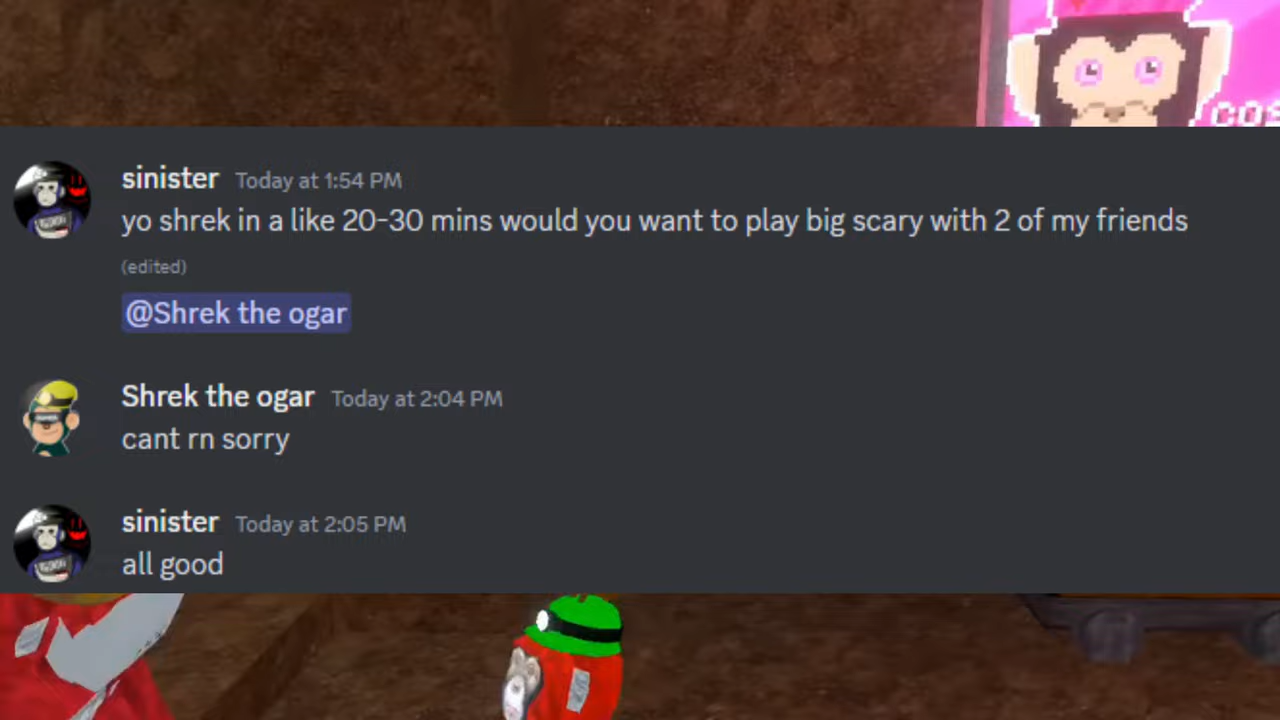 cos
sinister Today at 1:54 PM
yo shrek in a like 20-30 mins would you want to play big scary with 2 of my friends
(edited)
@Shrek the ogar
Shrek the ogar Today at 2:04 PM
cant rn sorry
sinister Today at 2:05 PM
all good